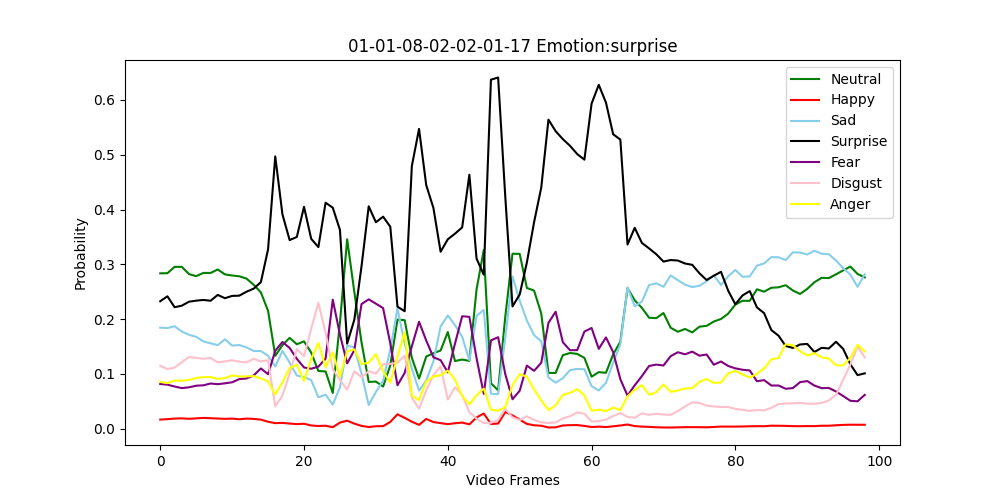 01-01-08-02-02-01-17 Emotion:surprise
Probability
0.6
0.5
0.4
0.3
0.2
0.1
0.0
Neutral
Happy
Sad
Surprise
Fear
Disgust
Anger
0 20 40 60 80 100
Video Frames